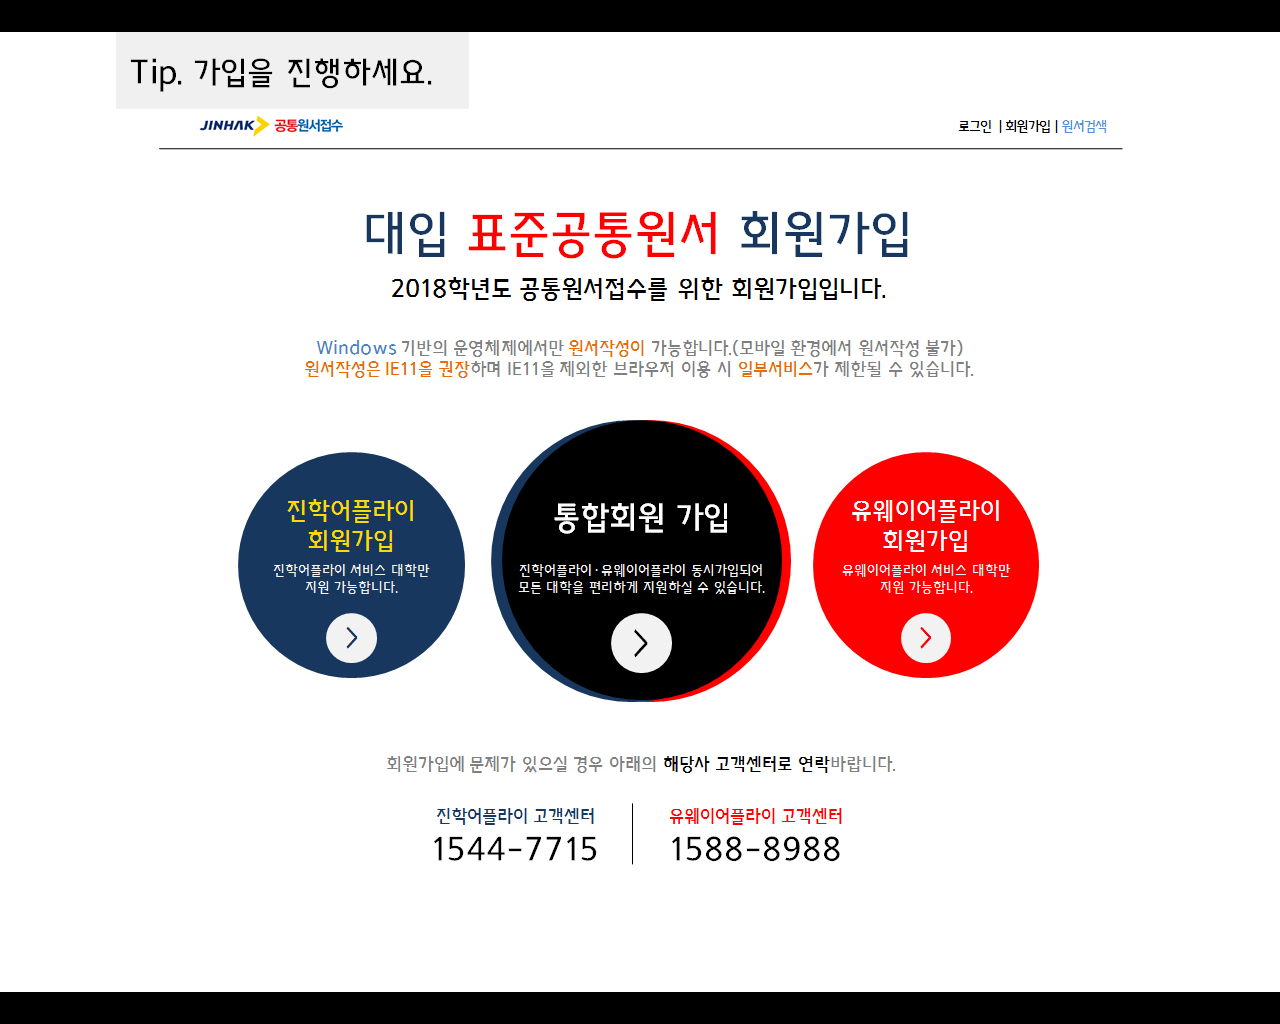 Tip. 가입을 진행하세요.
JINHAK 공통원서접수
로그인 | 회원가입 | 원서검색
대입 표준공통원서 회원가입
2018학년도 공통원서접수를 위한 회원가입입니다.
Windows 기반의 운영체제에서만 원서작성이 가능합니다.(모바일 환경에서 원서작성 불가)
원서작성은 IE11을 권장하며 IE11을 제외한 브라우저 이용 시 일부서비스가 제한될 수 있습니다.
진학어플라이
회원가입
진학어플라이 서비스 대학만
지원 가능합니다.
통합회원 가입
진학어플라이·유웨이어플라이 동시가입되어
모든 대학을 편리하게 지원하실 수 있습니다.
유웨이어플라이
회원가입
유웨이어플라이 서비스 대학만
지원 가능합니다.
회원가입에 문제가 있으실 경우 아래의 해당사 고객센터로 연락바랍니다.
진학어플라이 고객센터
1544-7715
유웨이어플라이 고객센터
1588-8988